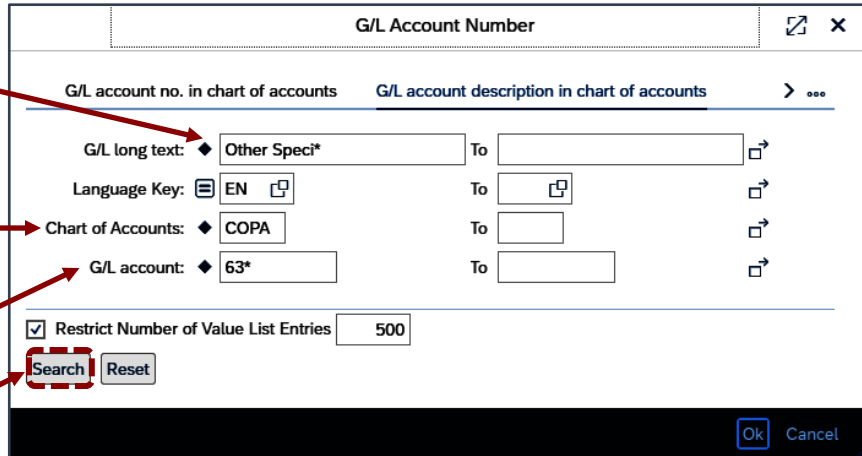 G/L Account Number
G/L account no. in chart of accounts G/L account description in chart of accounts
G/L long text: Other Speci* To
Language Key: EN To
Chart of Accounts: COPA To
G/L account: 63* To
Restrict Number of Value List Entries 500
Search Reset
Ok Cancel